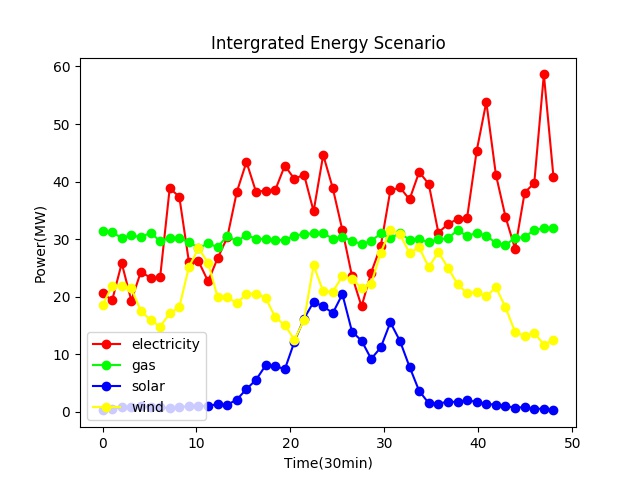 Intergrated Energy Scenario
60
50
40
30
20
10
0
Power(MW)
electricity
gas
solar
wind
0 10 20 30 40 50
Time(30min)